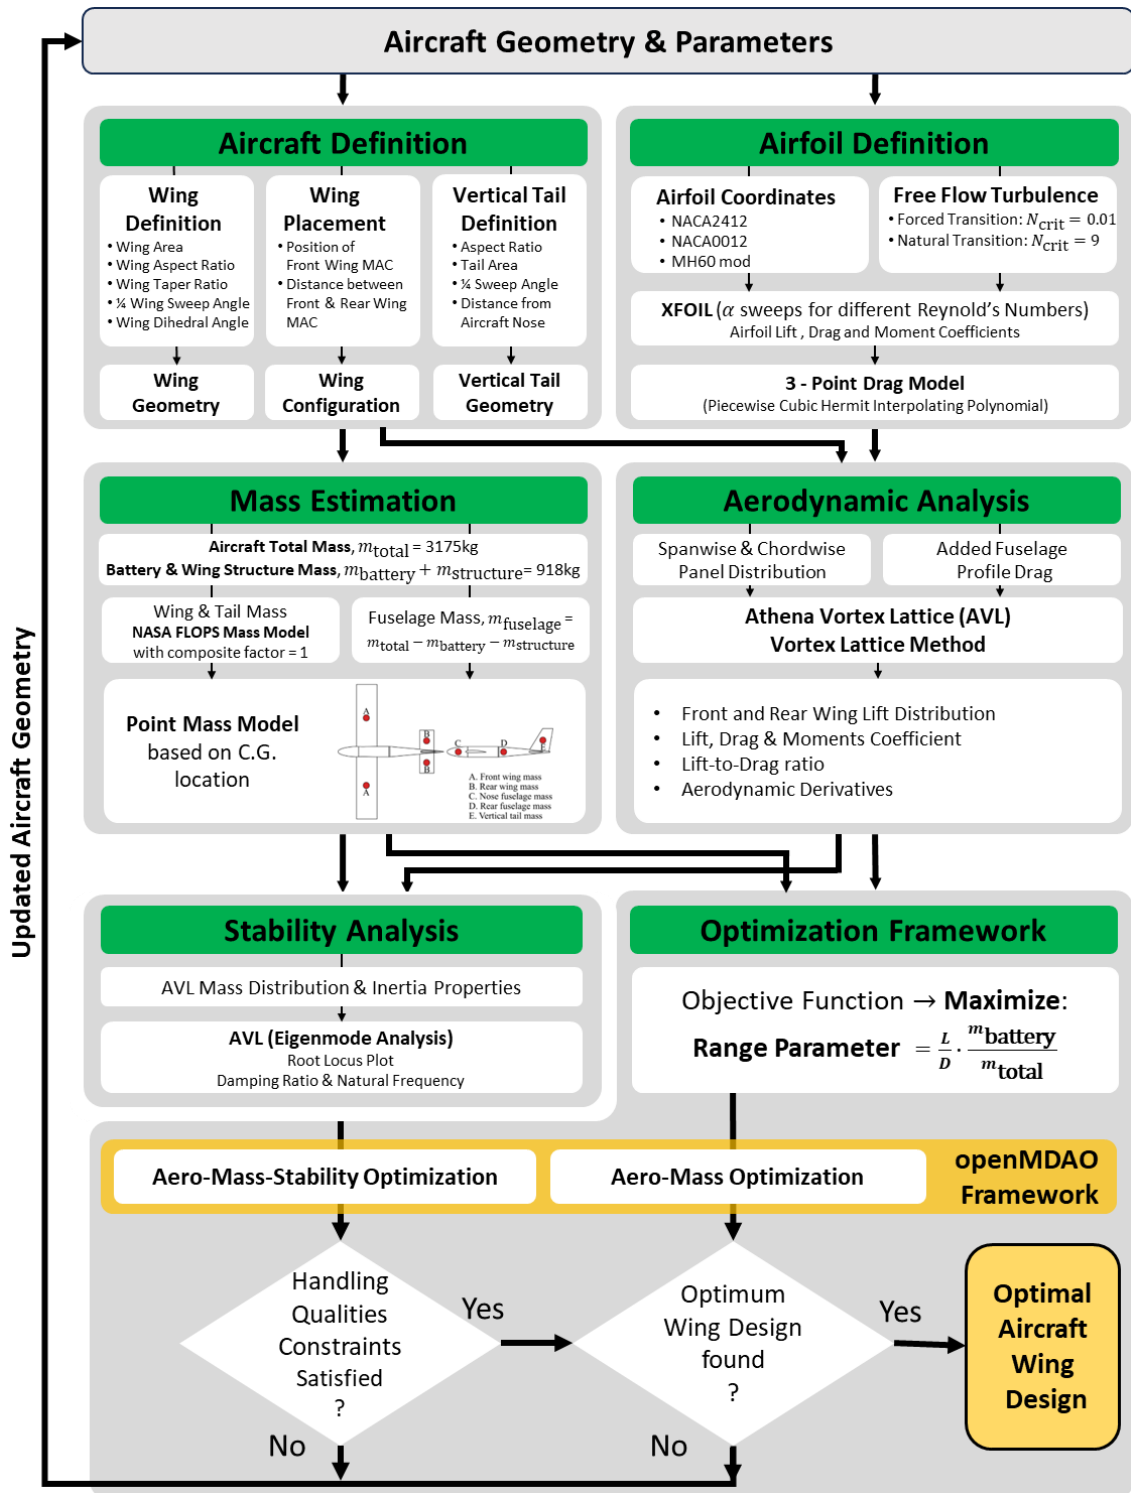 Aircraft Geometry & Parameters
Aircraft Definition
Wing
Definition
• Wing Area
• Wing Aspect Ratio
• Wing Taper Ratio
• ¼ Wing Sweep Angle
• Wing Dihedral Angle
Wing
Placement
• Position of
Front Wing MAC
• Distance between
Front & Rear Wing
MAC
Vertical Tail
Definition
• Aspect Ratio
• Tail Area
• ¼ Sweep Angle
• Distance from
Aircraft Nose
Wing
Geometry
Wing
Configuration
Vertical Tail
Geometry
Airfoil Definition
Airfoil Coordinates
• NACA2412
• NACA0012
• MH60 mod
Free Flow Turbulence
• Forced Transition: N_crit = 0.01
• Natural Transition: N_crit = 9
XFOIL (α sweeps for different Reynold's Numbers)
Airfoil Lift , Drag and Moment Coefficients
3 - Point Drag Model
(Piecewise Cubic Hermit Interpolating Polynomial)
Mass Estimation
Aircraft Total Mass, m_total = 3175kg
Battery & Wing Structure Mass, m_battery + m_structure = 918kg
Wing & Tail Mass
NASA FLOPS Mass Model
with composite factor = 1
Fuselage Mass, m_fuselage =
m_total − m_battery − m_structure
Point Mass Model
based on C.G.
location
A
A
B
B
C
D
E
A. Front wing mass
B. Rear wing mass
C. Nose fuselage mass
D. Rear fuselage mass
E. Vertical tail mass
Aerodynamic Analysis
Spanwise & Chordwise
Panel Distribution
Added Fuselage
Profile Drag
Athena Vortex Lattice (AVL)
Vortex Lattice Method
• Front and Rear Wing Lift Distribution
• Lift, Drag & Moments Coefficient
• Lift-to-Drag ratio
• Aerodynamic Derivatives
Stability Analysis
AVL Mass Distribution & Inertia Properties
AVL (Eigenmode Analysis)
Root Locus Plot
Damping Ratio & Natural Frequency
Optimization Framework
Objective Function → Maximize:
Range Parameter = L/D · m_battery/m_total
Aero-Mass-Stability Optimization
Aero-Mass Optimization
openMDAO
Framework
Handling
Qualities
Constraints
Satisfied
?
Yes
No
Optimum
Wing Design
found
?
Yes
No
Optimal
Aircraft
Wing
Design
Updated Aircraft Geometry